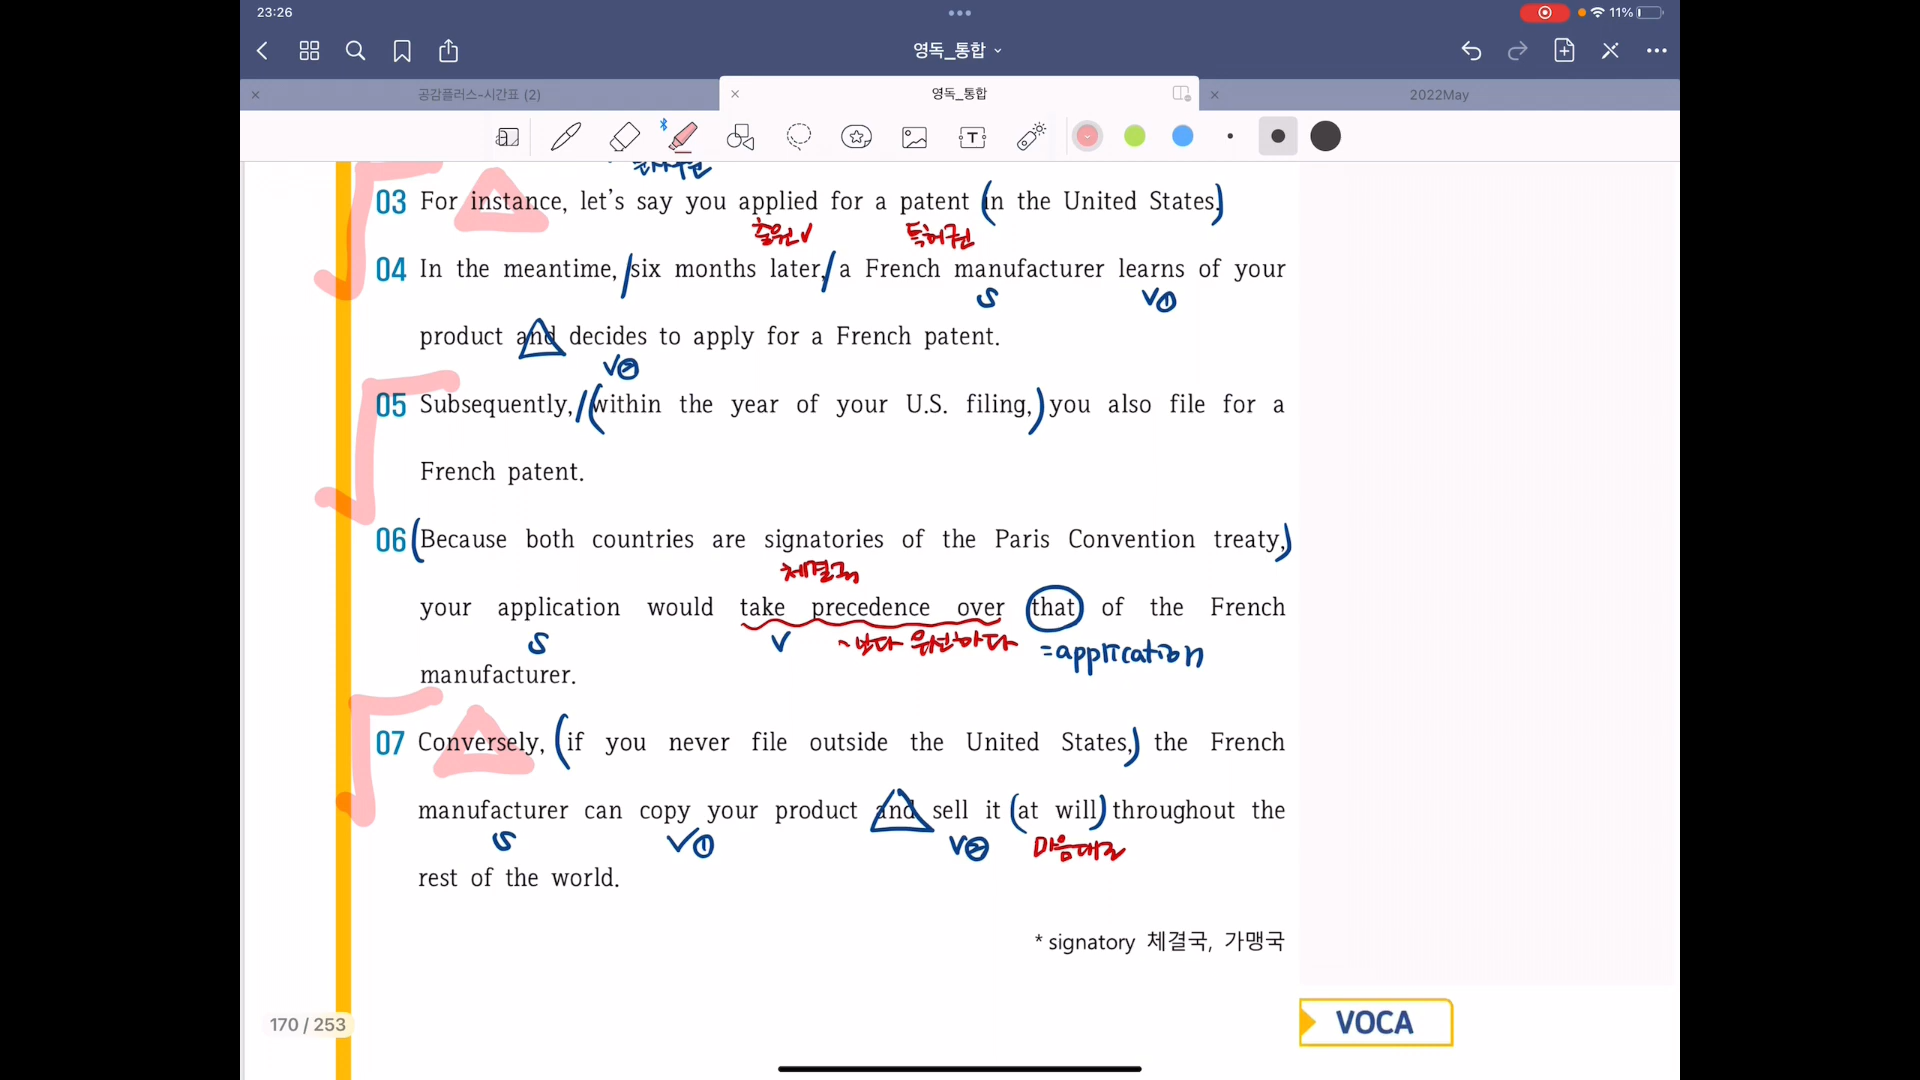 23:26
11%
영독_통합
공감플러스-시간표 (2)
영독_통합
2022May
03 For instance, let's say you applied for a patent (in the United States.)
출원 특허권
04 In the meantime, / six months later, / a French manufacturer learns of your
S V①
product and decides to apply for a French patent.
V②
05 Subsequently, / (within the year of your U.S. filing,) you also file for a
French patent.
06 (Because both countries are signatories of the Paris Convention treaty,)
체결국
your application would take precedence over that of the French
S V ~보다 우선하다 =application
manufacturer.
07 Conversely, (if you never file outside the United States,) the French
manufacturer can copy your product and sell it (at will) throughout the
S V① V② 마음대로
rest of the world.
* signatory 체결국, 가맹국
170 / 253
VOCA